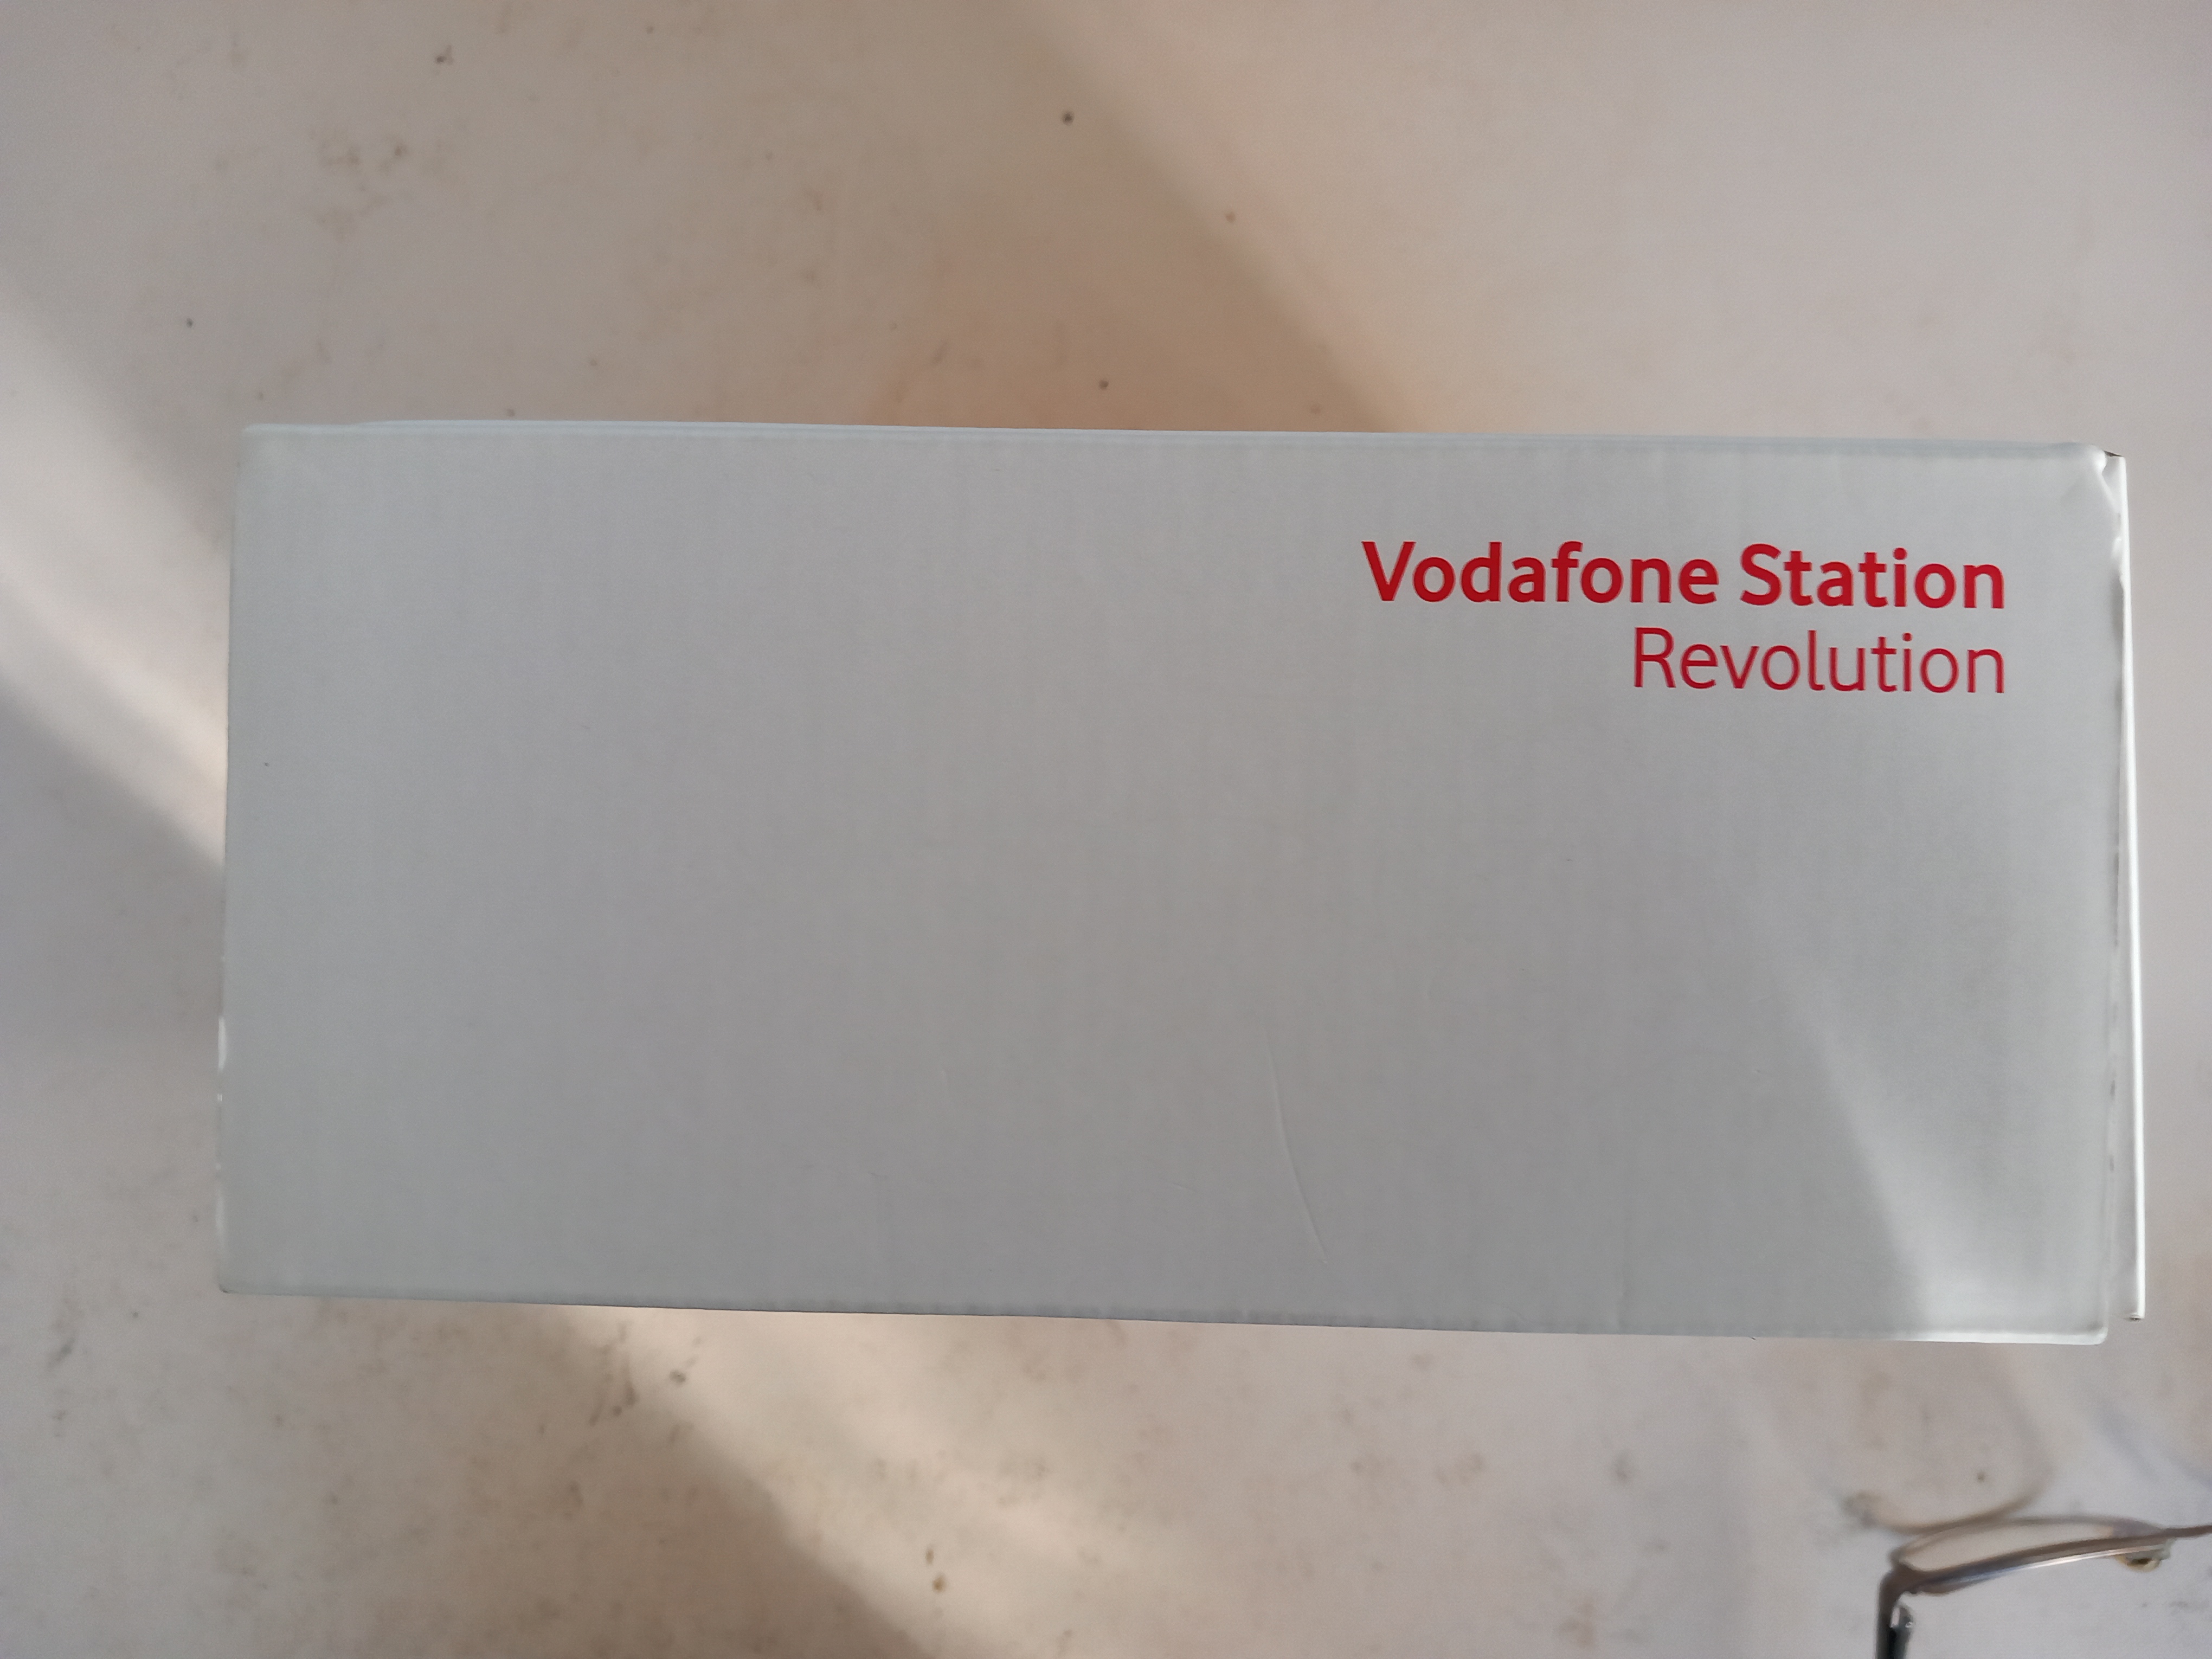 Vodafone Station
Revolution